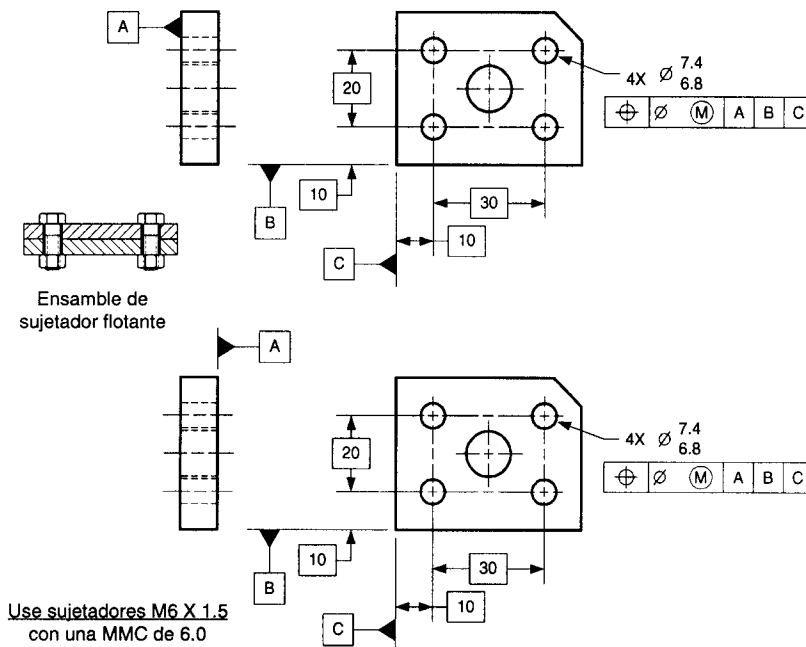 A
20
10
B
C
30
10
4X ⌀ 7.4
6.8
⌖ ⌀ Ⓜ A B C
Ensamble de
sujetador flotante
A
20
10
B
C
30
10
4X ⌀ 7.4
6.8
⌖ ⌀ Ⓜ A B C
Use sujetadores M6 X 1.5
con una MMC de 6.0